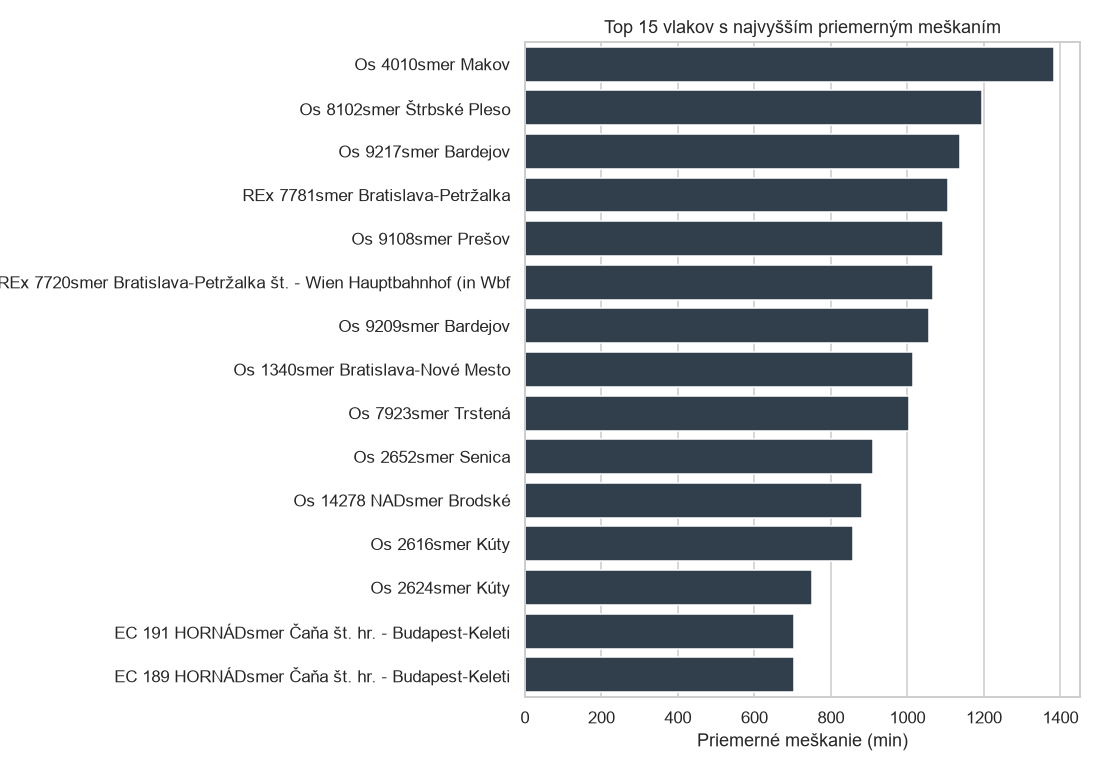 Top 15 vlakov s najvyšším priemerným meškaním
Os 4010smer Makov
Os 8102smer Štrbské Pleso
Os 9217smer Bardejov
REx 7781smer Bratislava-Petržalka
Os 9108smer Prešov
REx 7720smer Bratislava-Petržalka št. - Wien Hauptbahnhof (in Wbf
Os 9209smer Bardejov
Os 1340smer Bratislava-Nové Mesto
Os 7923smer Trstená
Os 2652smer Senica
Os 14278 NADsmer Brodské
Os 2616smer Kúty
Os 2624smer Kúty
EC 191 HORNÁDsmer Čaňa št. hr. - Budapest-Keleti
EC 189 HORNÁDsmer Čaňa št. hr. - Budapest-Keleti
0 200 400 600 800 1000 1200 1400
Priemerné meškanie (min)